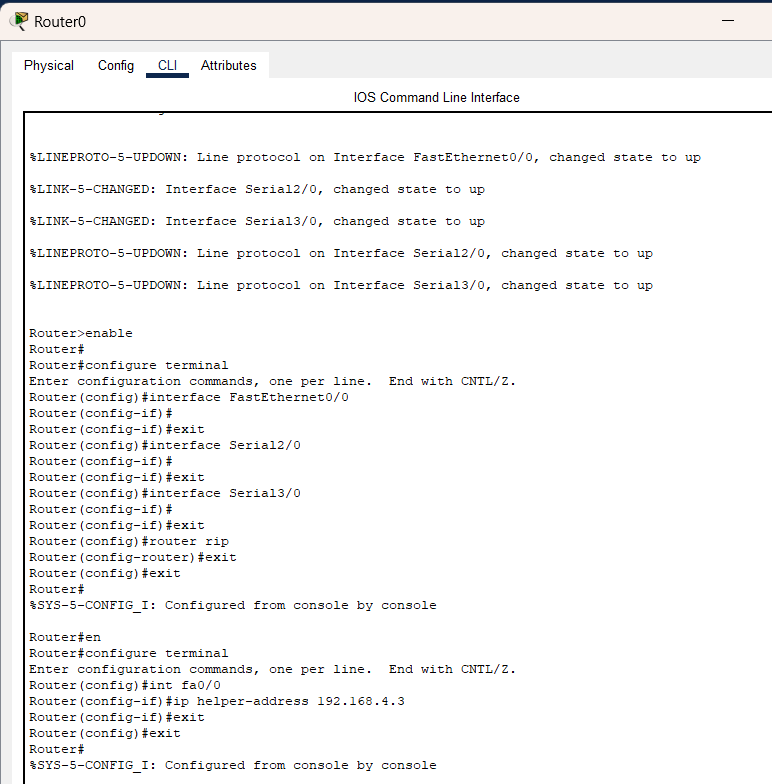 Router0
Physical Config CLI Attributes
IOS Command Line Interface
%LINEPROTO-5-UPDOWN: Line protocol on Interface FastEthernet0/0, changed state to up
%LINK-5-CHANGED: Interface Serial2/0, changed state to up
%LINK-5-CHANGED: Interface Serial3/0, changed state to up
%LINEPROTO-5-UPDOWN: Line protocol on Interface Serial2/0, changed state to up
%LINEPROTO-5-UPDOWN: Line protocol on Interface Serial3/0, changed state to up
Router>enable
Router#
Router#configure terminal
Enter configuration commands, one per line.  End with CNTL/Z.
Router(config)#interface FastEthernet0/0
Router(config-if)#
Router(config-if)#exit
Router(config)#interface Serial2/0
Router(config-if)#
Router(config-if)#exit
Router(config)#interface Serial3/0
Router(config-if)#
Router(config-if)#exit
Router(config)#router rip
Router(config-router)#exit
Router(config)#exit
Router#
%SYS-5-CONFIG_I: Configured from console by console
Router#en
Router#configure terminal
Enter configuration commands, one per line.  End with CNTL/Z.
Router(config)#int fa0/0
Router(config-if)#ip helper-address 192.168.4.3
Router(config-if)#exit
Router(config)#exit
Router#
%SYS-5-CONFIG_I: Configured from console by console